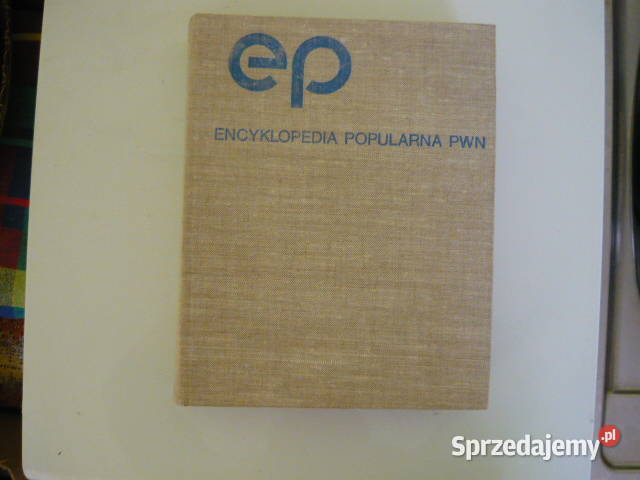 ep
ENCYKLOPEDIA POPULARNA PWN
Sprzedajemy.pl